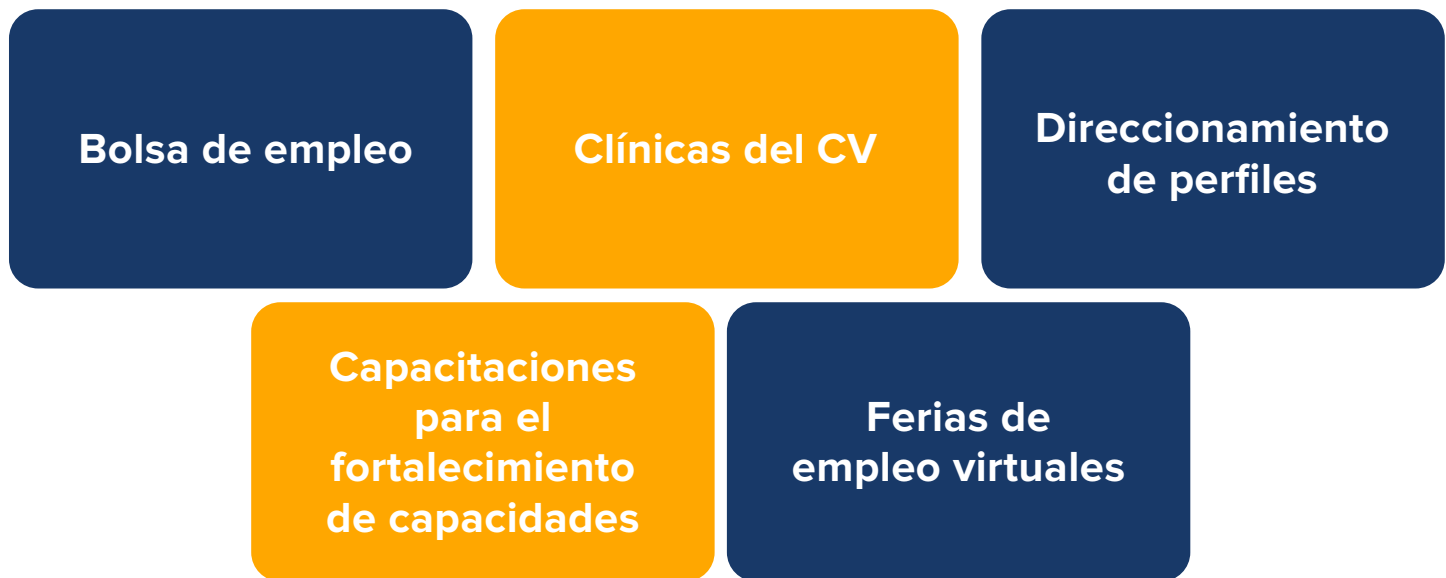 Bolsa de empleo
Clínicas del CV
Direccionamiento
de perfiles
Capacitaciones
para el
fortalecimiento
de capacidades
Ferias de
empleo virtuales